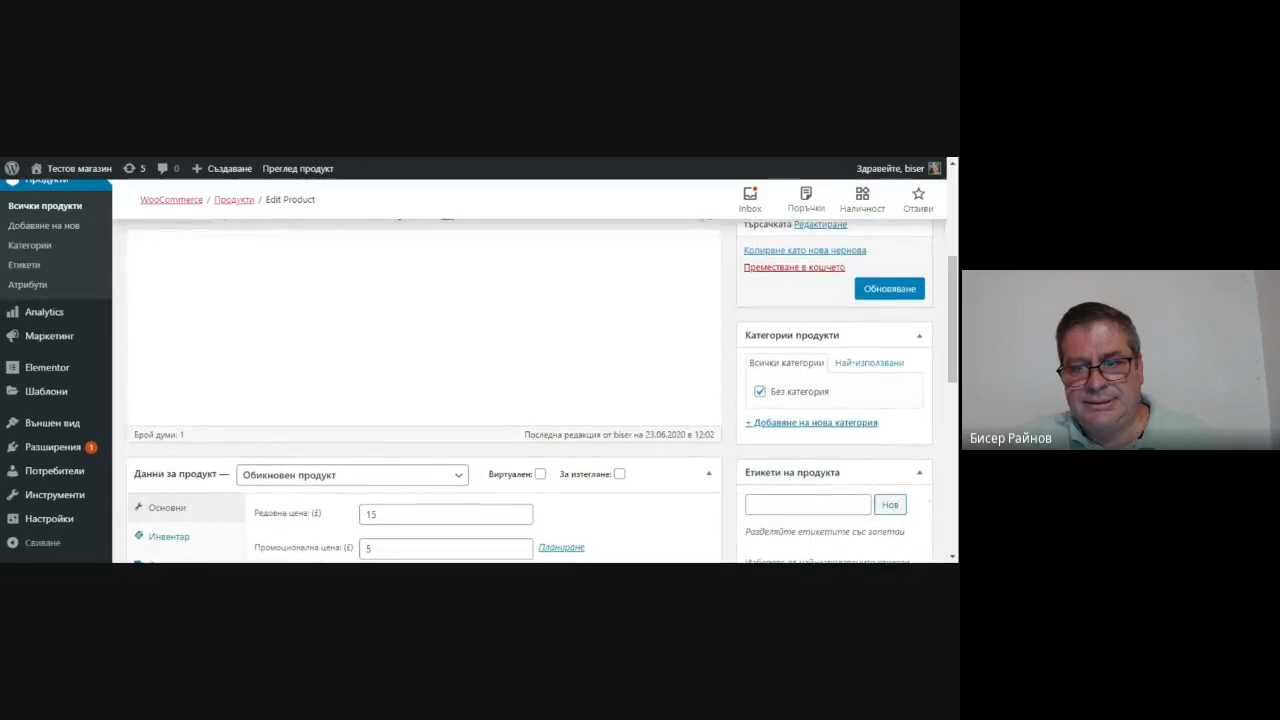 Тестов магазин
5
0
Създаване
Преглед продукт
Здравейте, biser
Продукти
Всички продукти
Добавяне на нов
Категории
Етикети
Атрибути
Analytics
Маркетинг
Elementor
Шаблони
Външен вид
Разширения 1
Потребители
Инструменти
Настройки
Свиване
WooCommerce / Продукти / Edit Product
Inbox
Поръчки
Наличност
Отзиви
Брой думи: 1
Последна редакция от biser на 23.06.2020 в 12:02
Данни за продукт — Обикновен продукт
Виртуален:
За изтегляне:
Основни
Инвентар
Редовна цена: (£) 15
Промоционална цена: (£) 5
Планиране
търсачката Редактиране
Копиране като нова чернова
Преместване в кошчето
Обновяване
Категории продукти
Всички категории
Най-използвани
Без категория
+ Добавяне на нова категория
Етикети на продукта
Нов
Разделяйте етикетите със запетаи
Бисер Райнов